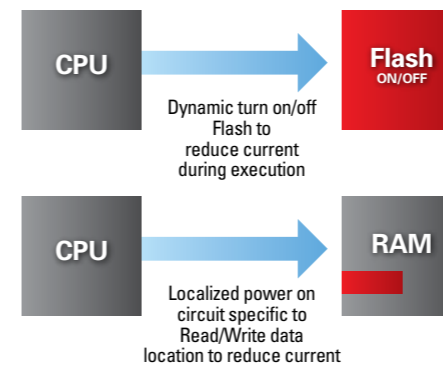 CPU
Flash
ON/OFF
Dynamic turn on/off
Flash to
reduce current
during execution
CPU
RAM
Localized power on
circuit specific to
Read/Write data
location to reduce current